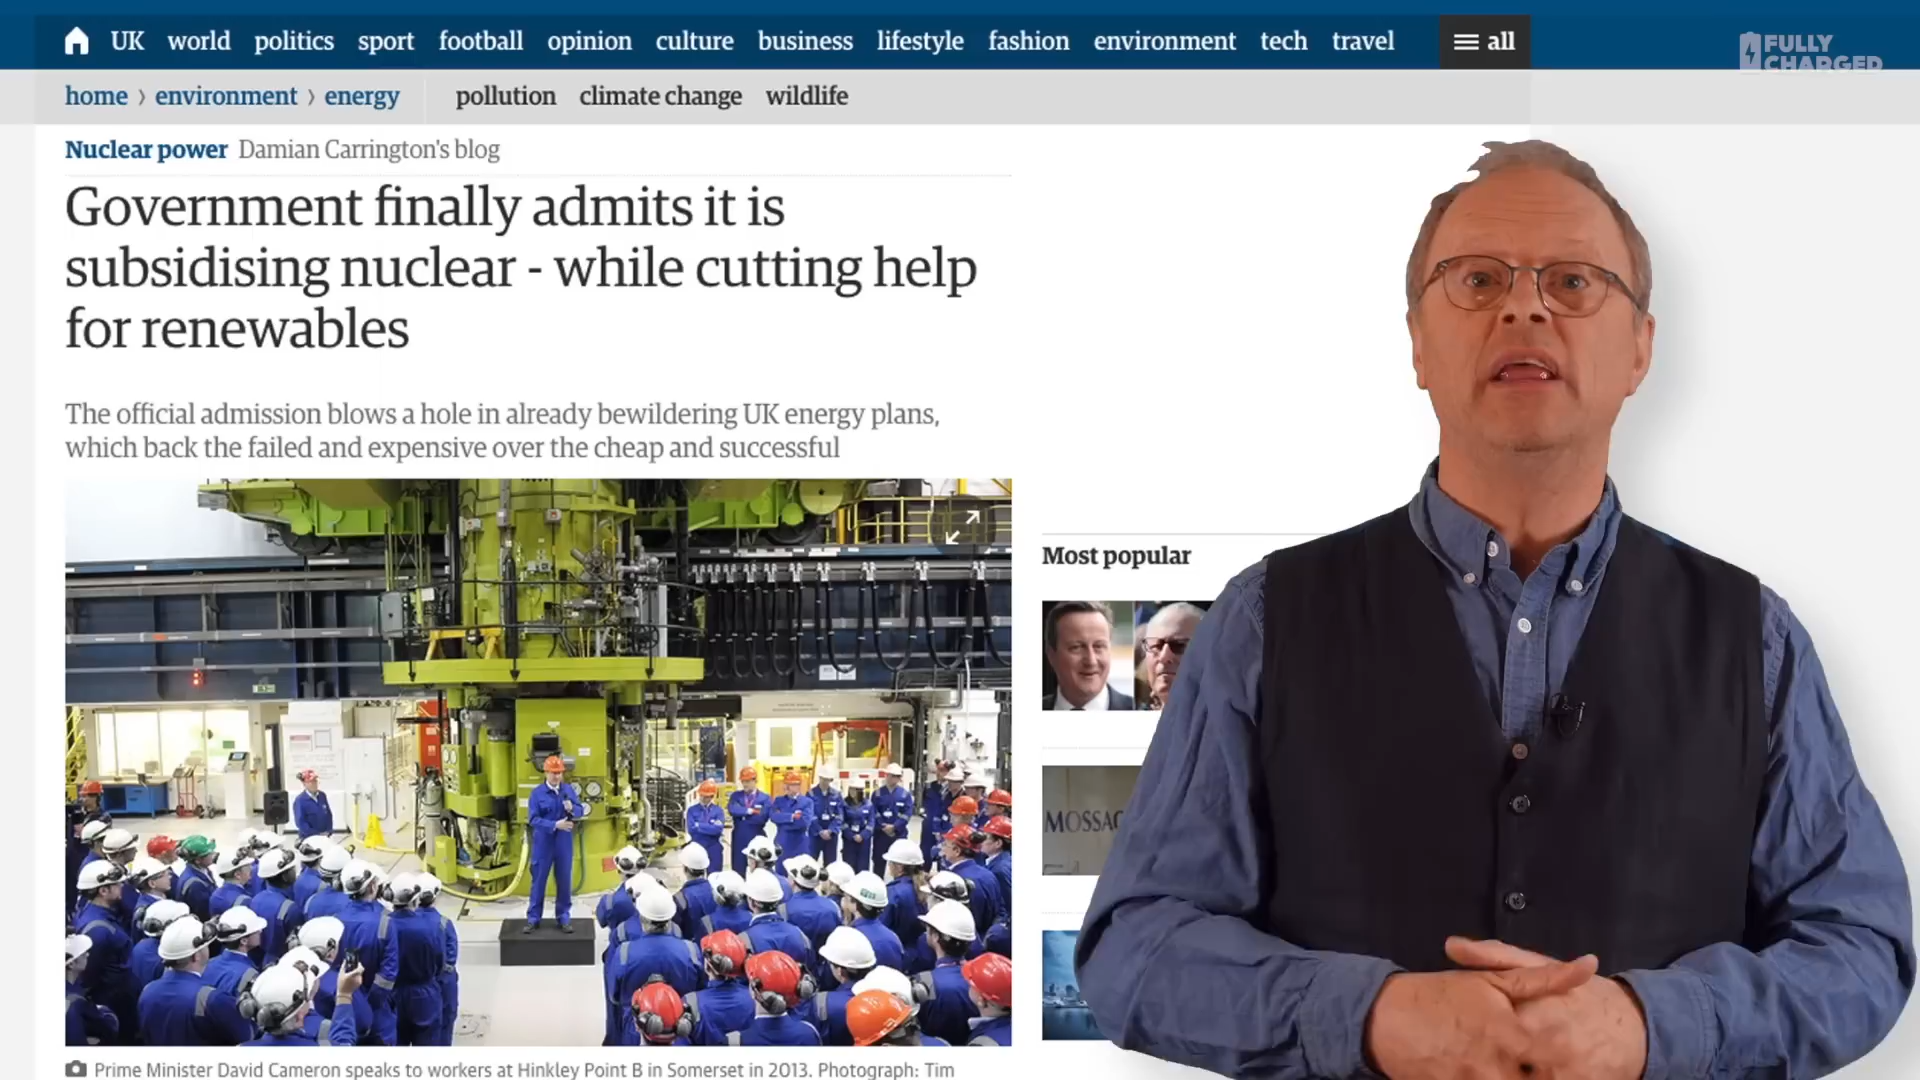 UK world politics sport football opinion culture business lifestyle fashion environment tech travel all
FULLY
CHARGED
home › environment › energy pollution climate change wildlife
Nuclear power Damian Carrington's blog
Government finally admits it is
subsidising nuclear - while cutting help
for renewables
The official admission blows a hole in already bewildering UK energy plans,
which back the failed and expensive over the cheap and successful
Most popular
MOSSAC
Prime Minister David Cameron speaks to workers at Hinkley Point B in Somerset in 2013. Photograph: Tim